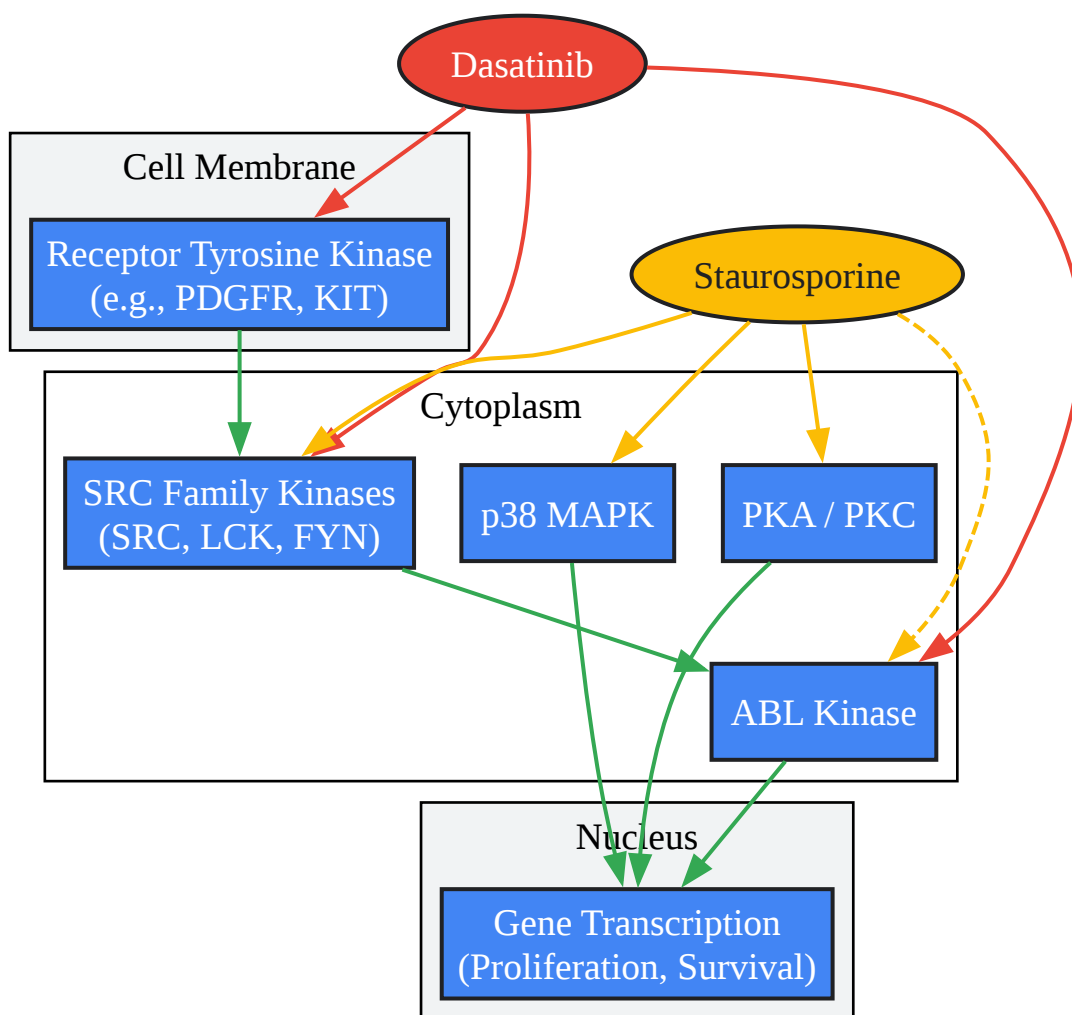 Dasatinib
Cell Membrane
Receptor Tyrosine Kinase
(e.g., PDGFR, KIT)
Staurosporine
Cytoplasm
SRC Family Kinases
(SRC, LCK, FYN)
p38 MAPK
PKA / PKC
ABL Kinase
Nucleus
Gene Transcription
(Proliferation, Survival)